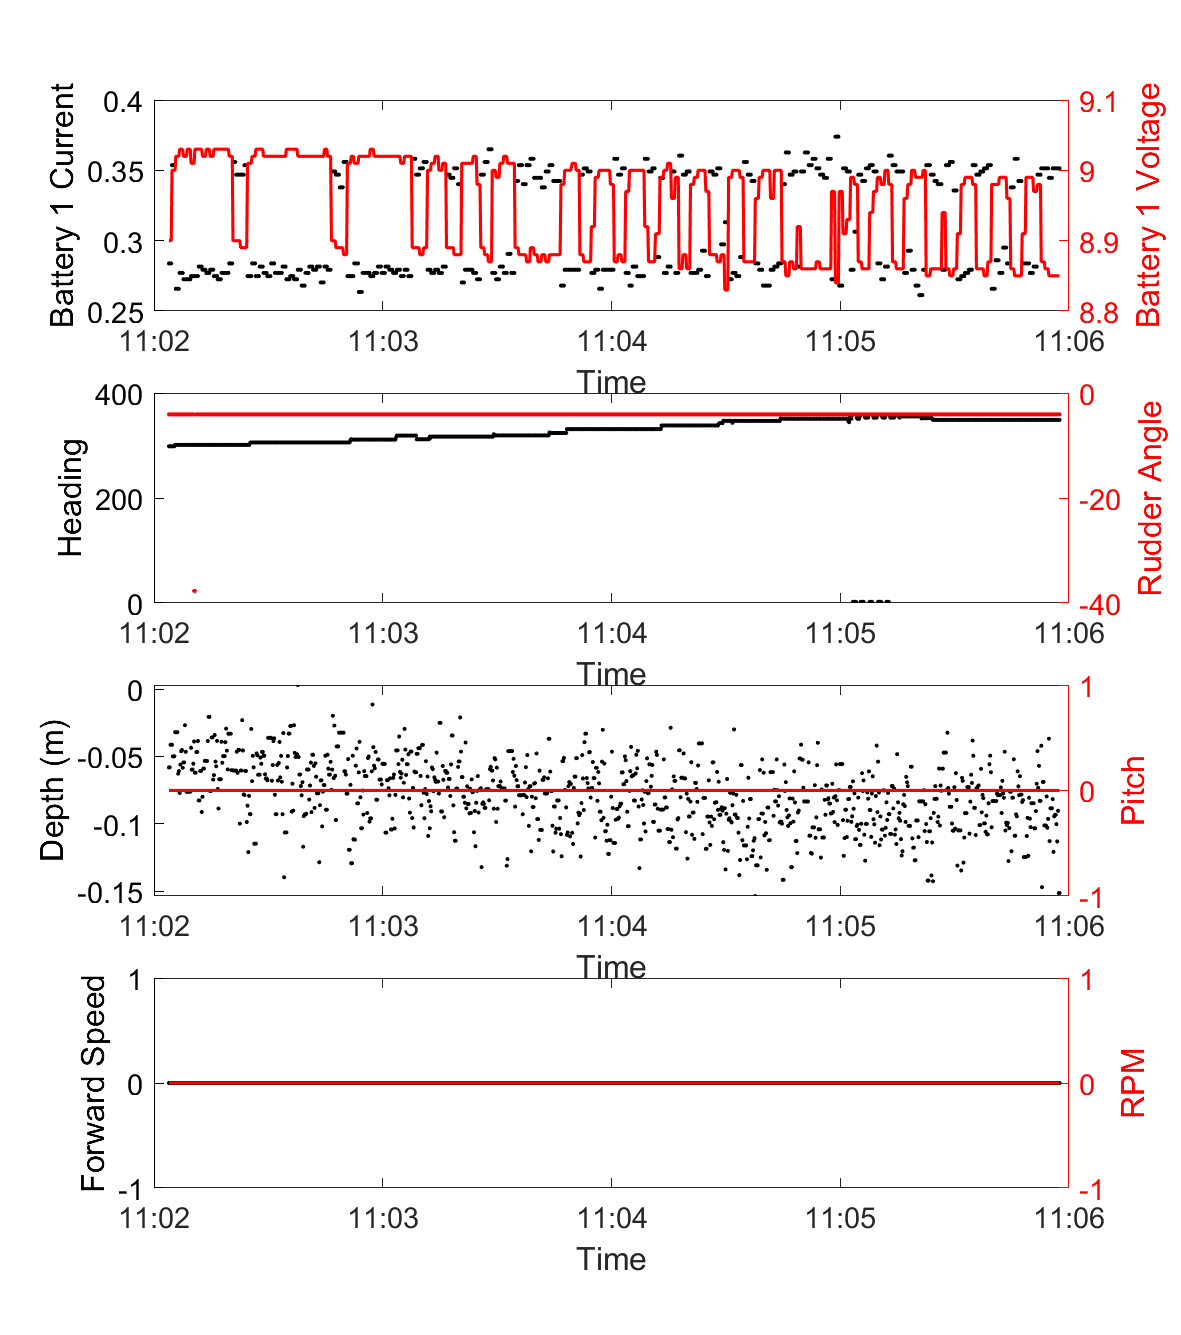 0.4
0.35
0.3
0.25
Battery 1 Current
9.1
9
8.9
8.8
Battery 1 Voltage
11:02 11:03 11:04 11:05 11:06
Time
400
200
0
Heading
0
-20
-40
Rudder Angle
11:02 11:03 11:04 11:05 11:06
Time
0
-0.05
-0.1
-0.15
Depth (m)
1
0
-1
Pitch
11:02 11:03 11:04 11:05 11:06
Time
1
0
-1
Forward Speed
1
0
-1
RPM
11:02 11:03 11:04 11:05 11:06
Time